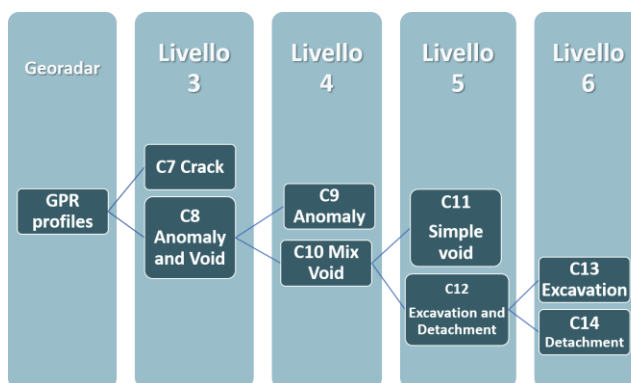 Georadar
Livello
3
Livello
4
Livello
5
Livello
6
GPR
profiles
C7 Crack
C8
Anomaly
and Void
C9
Anomaly
C10 Mix
Void
C11
Simple
void
C12
Excavation and
Detachment
C13
Excavation
C14
Detachment